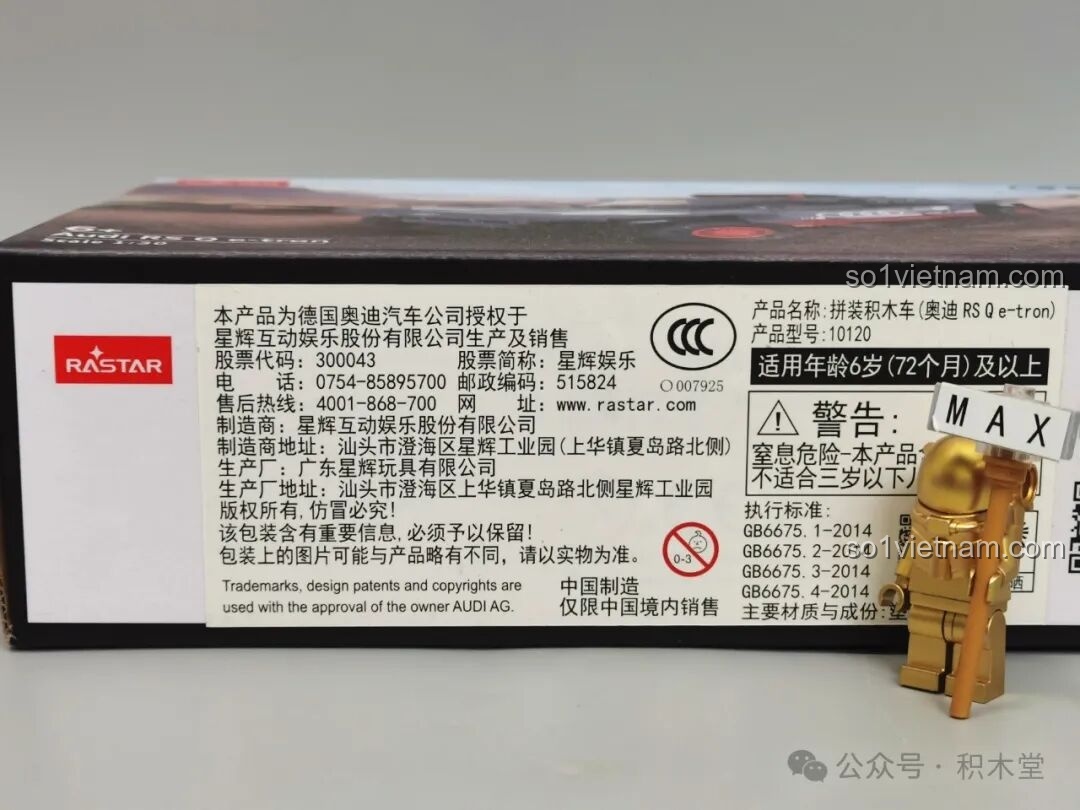 6+
Audi RS Q e-tron
Scale 1:30
so1vietnam.com
RASTAR
本产品为德国奥迪汽车公司授权于
星辉互动娱乐股份有限公司生产及销售
股票代码: 300043 股票简称: 星辉娱乐
电 话: 0754-85895700 邮政编码: 515824
售后热线: 4001-868-700 网 址: www.rastar.com
制造商: 星辉互动娱乐股份有限公司
制造商地址: 汕头市澄海区星辉工业园(上华镇夏岛路北侧)
生产厂: 广东星辉玩具有限公司
生产厂地址: 汕头市澄海区上华镇夏岛路北侧星辉工业园
版权所有, 仿冒必究!
该包装含有重要信息, 必须予以保留!
包装上的图片可能与产品略有不同, 请以实物为准.
Trademarks, design patents and copyrights are
used with the approval of the owner AUDI AG.
中国制造
仅限中国境内销售
0-3
CCC
007925
产品名称: 拼装积木车(奥迪 RS Q e-tron)
产品型号: 10120
适用年龄6岁(72个月)及以上
警告:
窒息危险-本产品
不适合三岁以下
MAX
执行标准:
GB6675.1-2014
GB6675.2-2014
GB6675.3-2014
GB6675.4-2014
主要材质与成份:
so1vietnam.com
公众号 · 积木堂